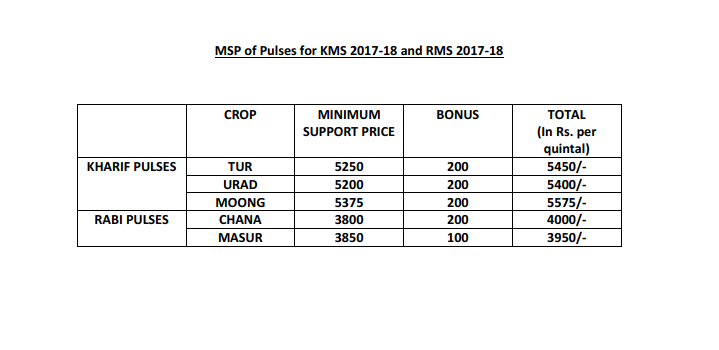 MSP of Pulses for KMS 2017-18 and RMS 2017-18
CROP MINIMUM SUPPORT PRICE BONUS TOTAL (In Rs. per quintal)
KHARIF PULSES TUR 5250 200 5450/-
URAD 5200 200 5400/-
MOONG 5375 200 5575/-
RABI PULSES CHANA 3800 200 4000/-
MASUR 3850 100 3950/-